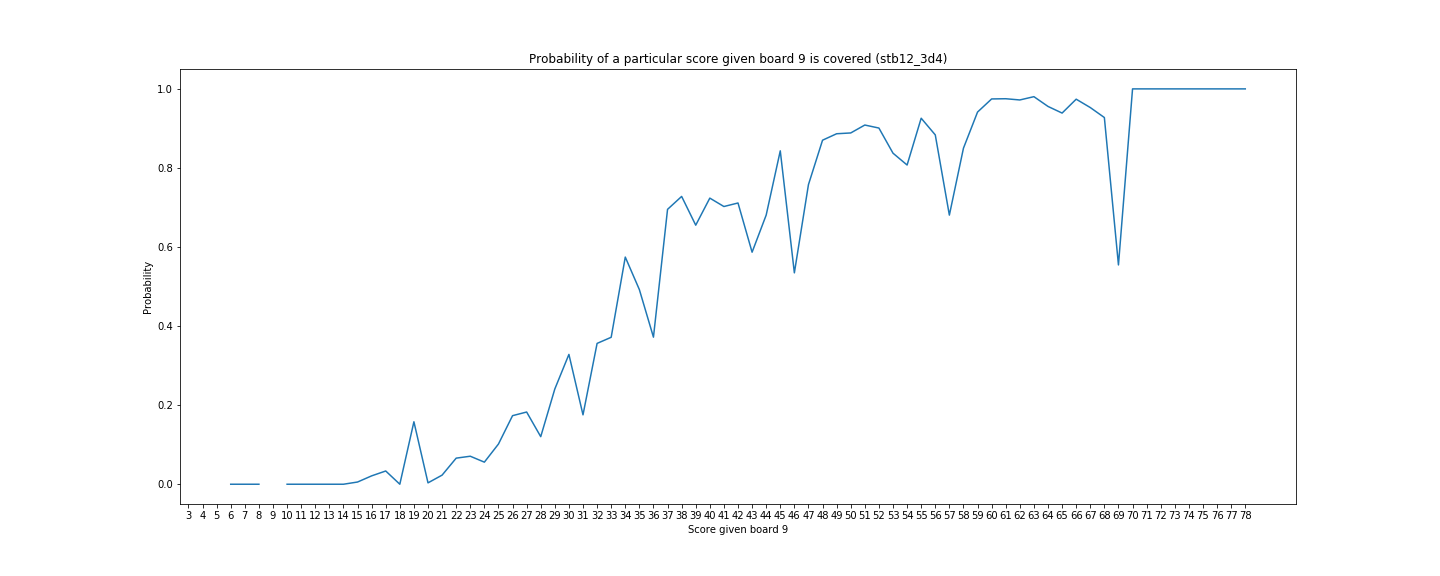 Probability of a particular score given board 9 is covered (stb12_3d4)
1.0
0.8
0.6
0.4
0.2
0.0
Probability
3 4 5 6 7 8 9 10 11 12 13 14 15 16 17 18 19 20 21 22 23 24 25 26 27 28 29 30 31 32 33 34 35 36 37 38 39 40 41 42 43 44 45 46 47 48 49 50 51 52 53 54 55 56 57 58 59 60 61 62 63 64 65 66 67 68 69 70 71 72 73 74 75 76 77 78
Score given board 9